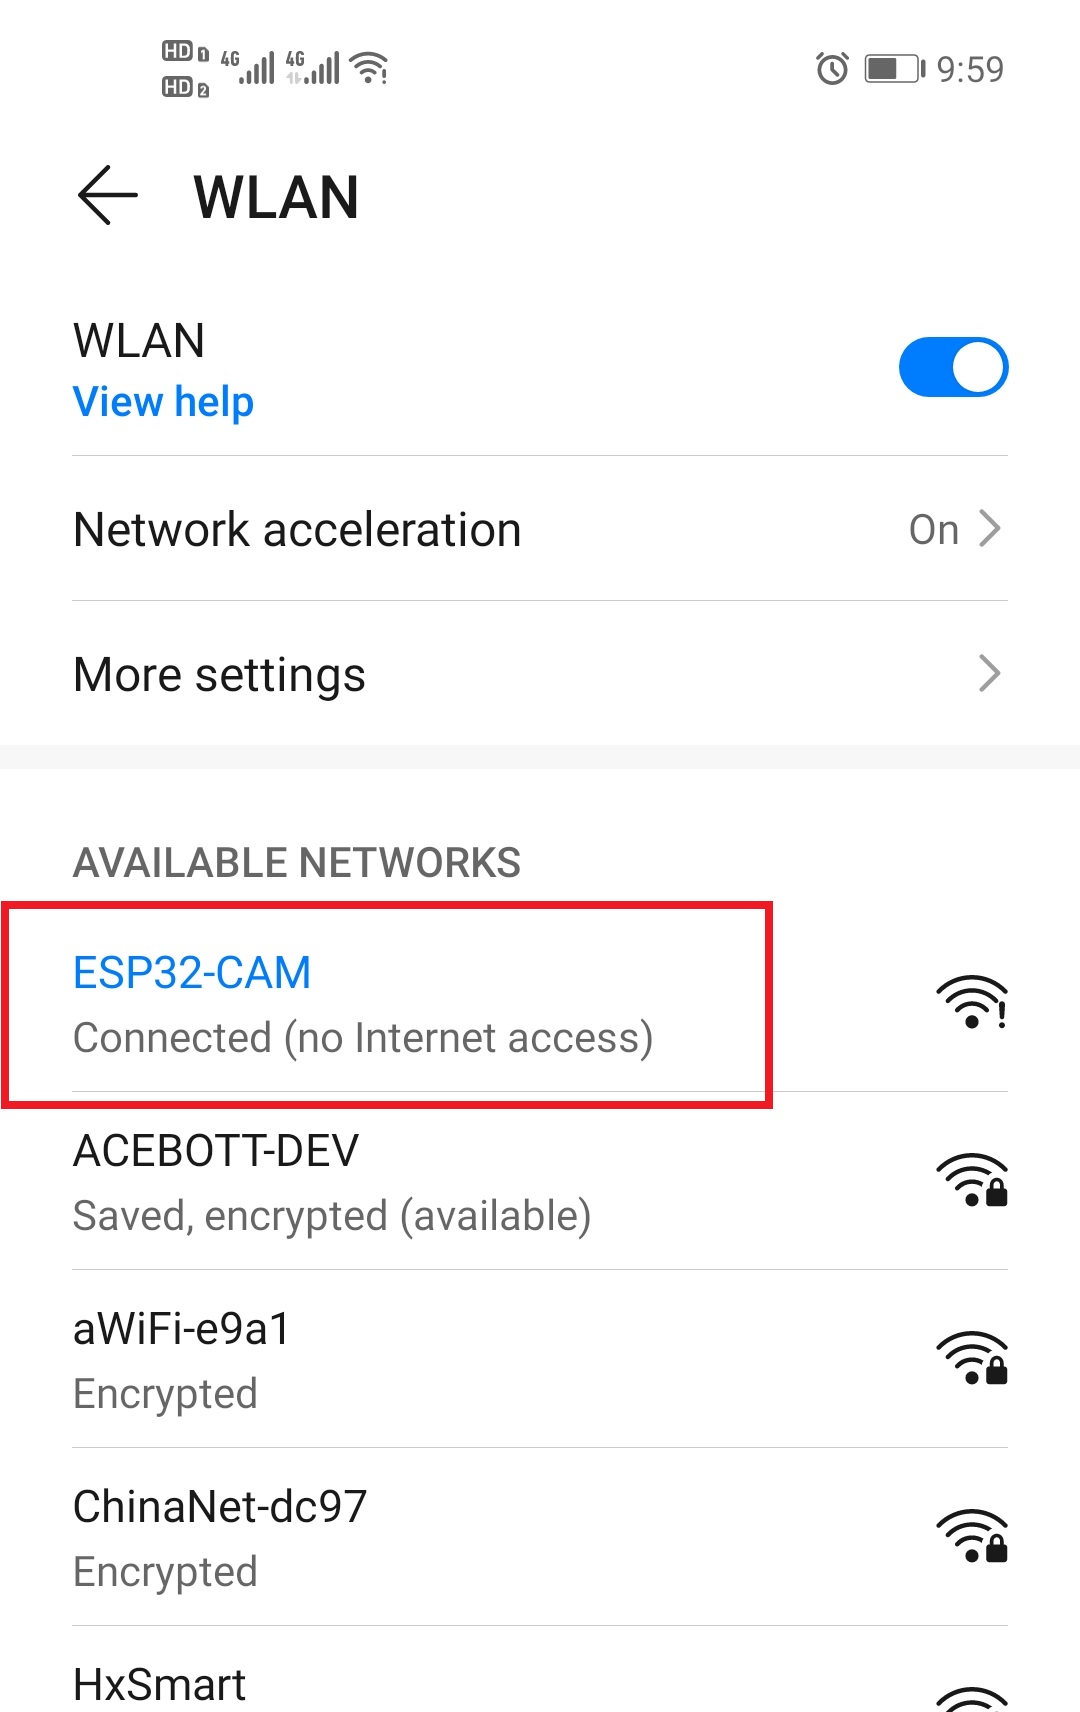 HD 1 4G 4G 9:59
HD 2
WLAN
WLAN
View help
Network acceleration On
More settings
AVAILABLE NETWORKS
ESP32-CAM
Connected (no Internet access)
ACEBOTT-DEV
Saved, encrypted (available)
aWiFi-e9a1
Encrypted
ChinaNet-dc97
Encrypted
HxSmart